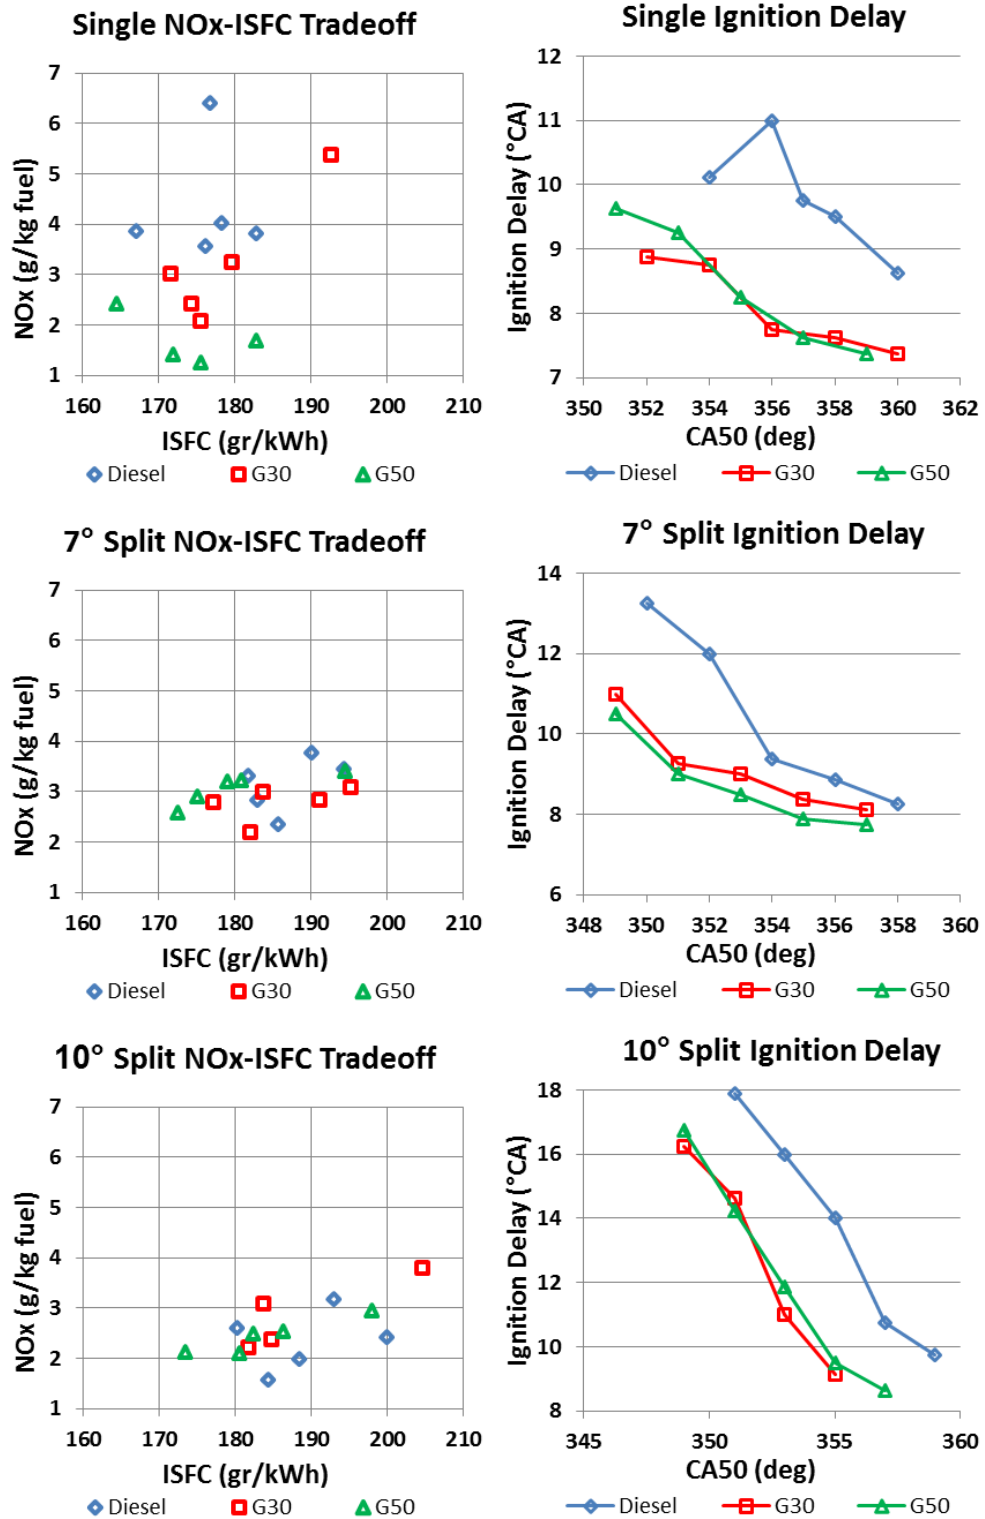 Single NOx-ISFC Tradeoff
7
6
5
4
3
2
1
NOx (g/kg fuel)
160 170 180 190 200 210
ISFC (gr/kWh)
Diesel G30 G50
Single Ignition Delay
12
11
10
9
8
7
Ignition Delay (°CA)
350 352 354 356 358 360 362
CA50 (deg)
Diesel G30 G50
7° Split NOx-ISFC Tradeoff
7
6
5
4
3
2
1
NOx (g/kg fuel)
160 170 180 190 200 210
ISFC (gr/kWh)
Diesel G30 G50
7° Split Ignition Delay
14
12
10
8
6
Ignition Delay (°CA)
348 350 352 354 356 358 360
CA50 (deg)
Diesel G30 G50
10° Split NOx-ISFC Tradeoff
7
6
5
4
3
2
1
NOx (g/kg fuel)
160 170 180 190 200 210
ISFC (gr/kWh)
Diesel G30 G50
10° Split Ignition Delay
18
16
14
12
10
8
Ignition Delay (°CA)
345 350 355 360
CA50 (deg)
Diesel G30 G50